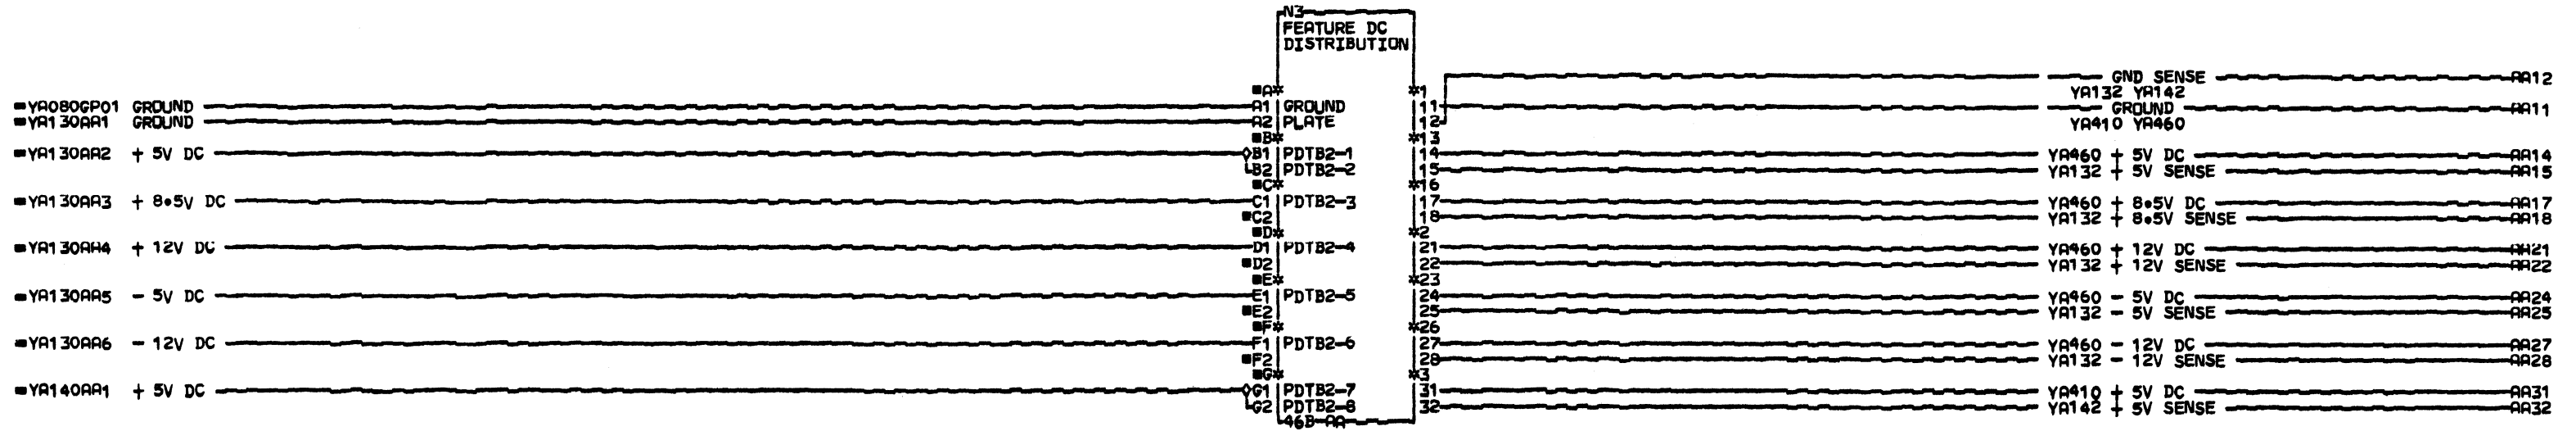 N3
FEATURE DC
DISTRIBUTION
GND SENSE AA12
■A* *1 YA132 YA142
■YA080GP01 GROUND A1 GROUND 11 GROUND AA11
■YA130AA1 GROUND A2 PLATE 12 YA410 YA460
■B* *13
■YA130AA2 + 5V DC B1 PDTB2-1 14 YA460 + 5V DC AA14
B2 PDTB2-2 15 YA132 + 5V SENSE AA15
■C* *16
■YA130AA3 + 8.5V DC C1 PDTB2-3 17 YA460 + 8.5V DC AA17
■C2 18 YA132 + 8.5V SENSE AA18
■D* *2
■YA130AA4 + 12V DC D1 PDTB2-4 21 YA460 + 12V DC AA21
■D2 22 YA132 + 12V SENSE AA22
■E* *23
■YA130AA5 - 5V DC E1 PDTB2-5 24 YA460 - 5V DC AA24
■E2 25 YA132 - 5V SENSE AA25
■F* *26
■YA130AA6 - 12V DC F1 PDTB2-6 27 YA460 - 12V DC AA27
■F2 28 YA132 - 12V SENSE AA28
■G* *3
■YA140AA1 + 5V DC G1 PDTB2-7 31 YA410 + 5V DC AA31
G2 PDTB2-8 32 YA142 + 5V SENSE AA32
46B-AA